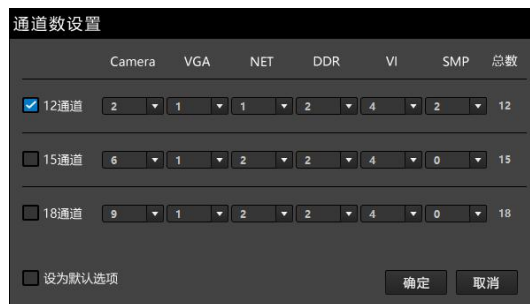 通道数设置
Camera VGA NET DDR VI SMP 总数
12通道 2 1 1 2 4 2 12
15通道 6 1 2 2 4 0 15
18通道 9 1 2 2 4 0 18
设为默认选项 确定 取消